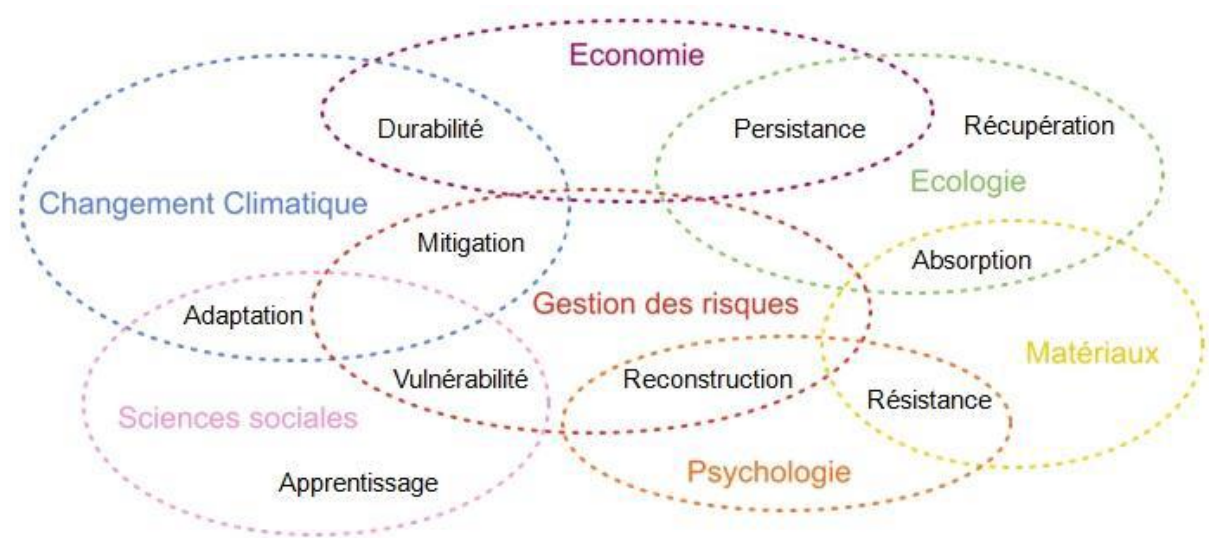 Economie
Durabilité
Persistance
Récupération
Ecologie
Changement Climatique
Mitigation
Absorption
Adaptation
Gestion des risques
Matériaux
Vulnérabilité
Reconstruction
Résistance
Sciences sociales
Psychologie
Apprentissage